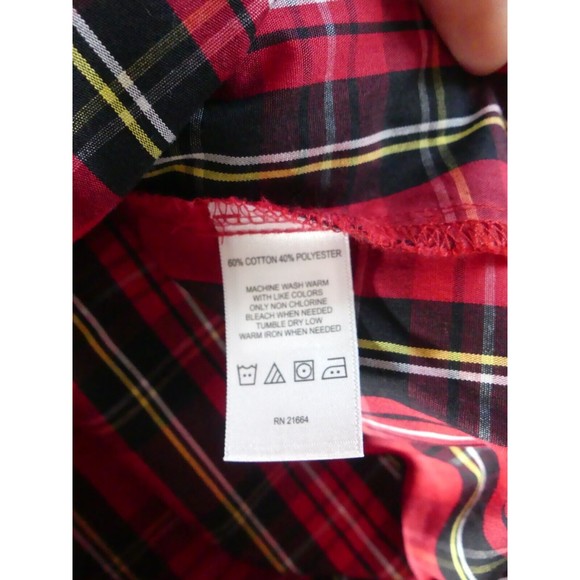 60% COTTON 40% POLYESTER
MACHINE WASH WARM
WITH LIKE COLORS
ONLY NON CHLORINE
BLEACH WHEN NEEDED
TUMBLE DRY LOW
WARM IRON WHEN NEEDED
RN 21664